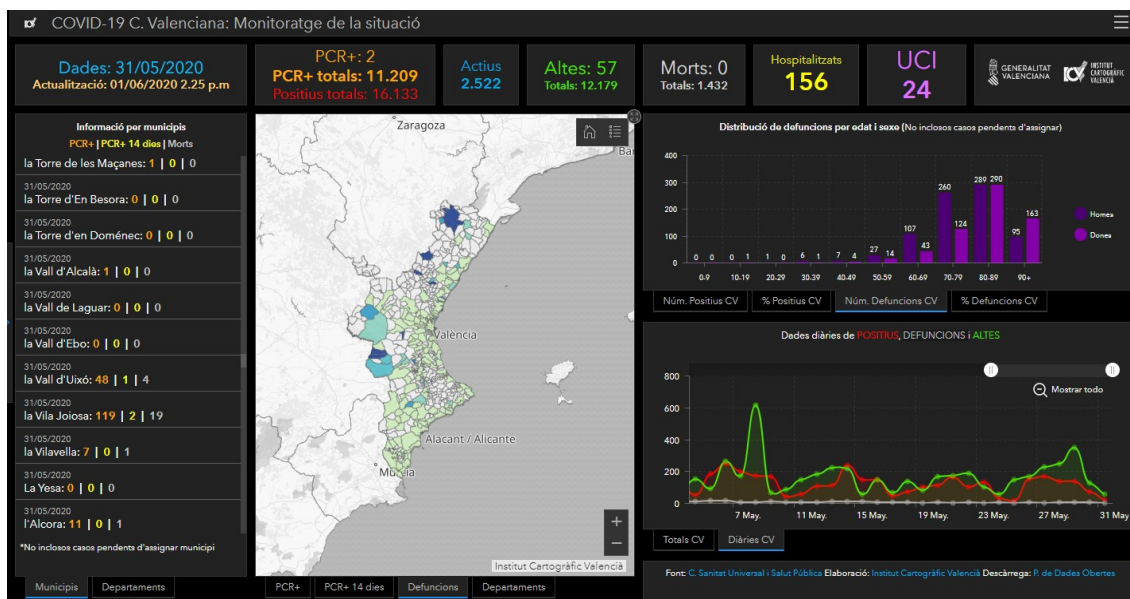 COVID-19 C. Valenciana: Monitoratge de la situació
Dades: 31/05/2020
Actualització: 01/06/2020 2.25 p.m
PCR+: 2
PCR+ totals: 11.209
Positius totals: 16.133
Actius
2.522
Altes: 57
Totals: 12.179
Morts: 0
Totals: 1.432
Hospitalitzats
156
UCI
24
GENERALITAT
VALENCIANA
INSTITUT
CARTOGRÀFIC
VALENCIÀ
Informació per municipis
PCR+ | PCR+ 14 dies | Morts
la Torre de les Maçanes: 1 | 0 | 0
31/05/2020
la Torre d'En Besora: 0 | 0 | 0
31/05/2020
la Torre d'en Doménec: 0 | 0 | 0
31/05/2020
la Vall d'Alcalà: 1 | 0 | 0
31/05/2020
la Vall de Laguar: 0 | 0 | 0
31/05/2020
la Vall d'Ebo: 0 | 0 | 0
31/05/2020
la Vall d'Uixó: 48 | 1 | 4
31/05/2020
la Vila Joiosa: 119 | 2 | 19
31/05/2020
la Vilavella: 7 | 0 | 1
31/05/2020
La Yesa: 0 | 0 | 0
31/05/2020
l'Alcora: 11 | 0 | 1
*No inclosos casos pendents d'assignar municipi
Municipis Departaments
Zaragoza
Bar
València
Alacant / Alicante
Murcia
+
−
Institut Cartogràfic Valencià
PCR+ PCR+ 14 dies Defuncions Departaments
Distribució de defuncions per edat i sexe (No inclosos casos pendents d'assignar)
400
300
200
100
0
0 0 0 1 1 0 6 1 7 4 27 14 107 43 260 124 289 290 95 163
0-9 10-19 20-29 30-39 40-49 50-59 60-69 70-79 80-89 90+
Homes
Dones
Núm. Positius CV % Positius CV Núm. Defuncions CV % Defuncions CV
Dades diàries de POSITIUS, DEFUNCIONS i ALTES
Mostrar todo
800
600
400
200
0
7 May. 11 May. 15 May. 19 May. 23 May. 27 May. 31 May
Totals CV Diàries CV
Font: C. Sanitat Universal i Salut Pública Elaboració: Institut Cartogràfic Valencià Descàrrega: P. de Dades Obertes